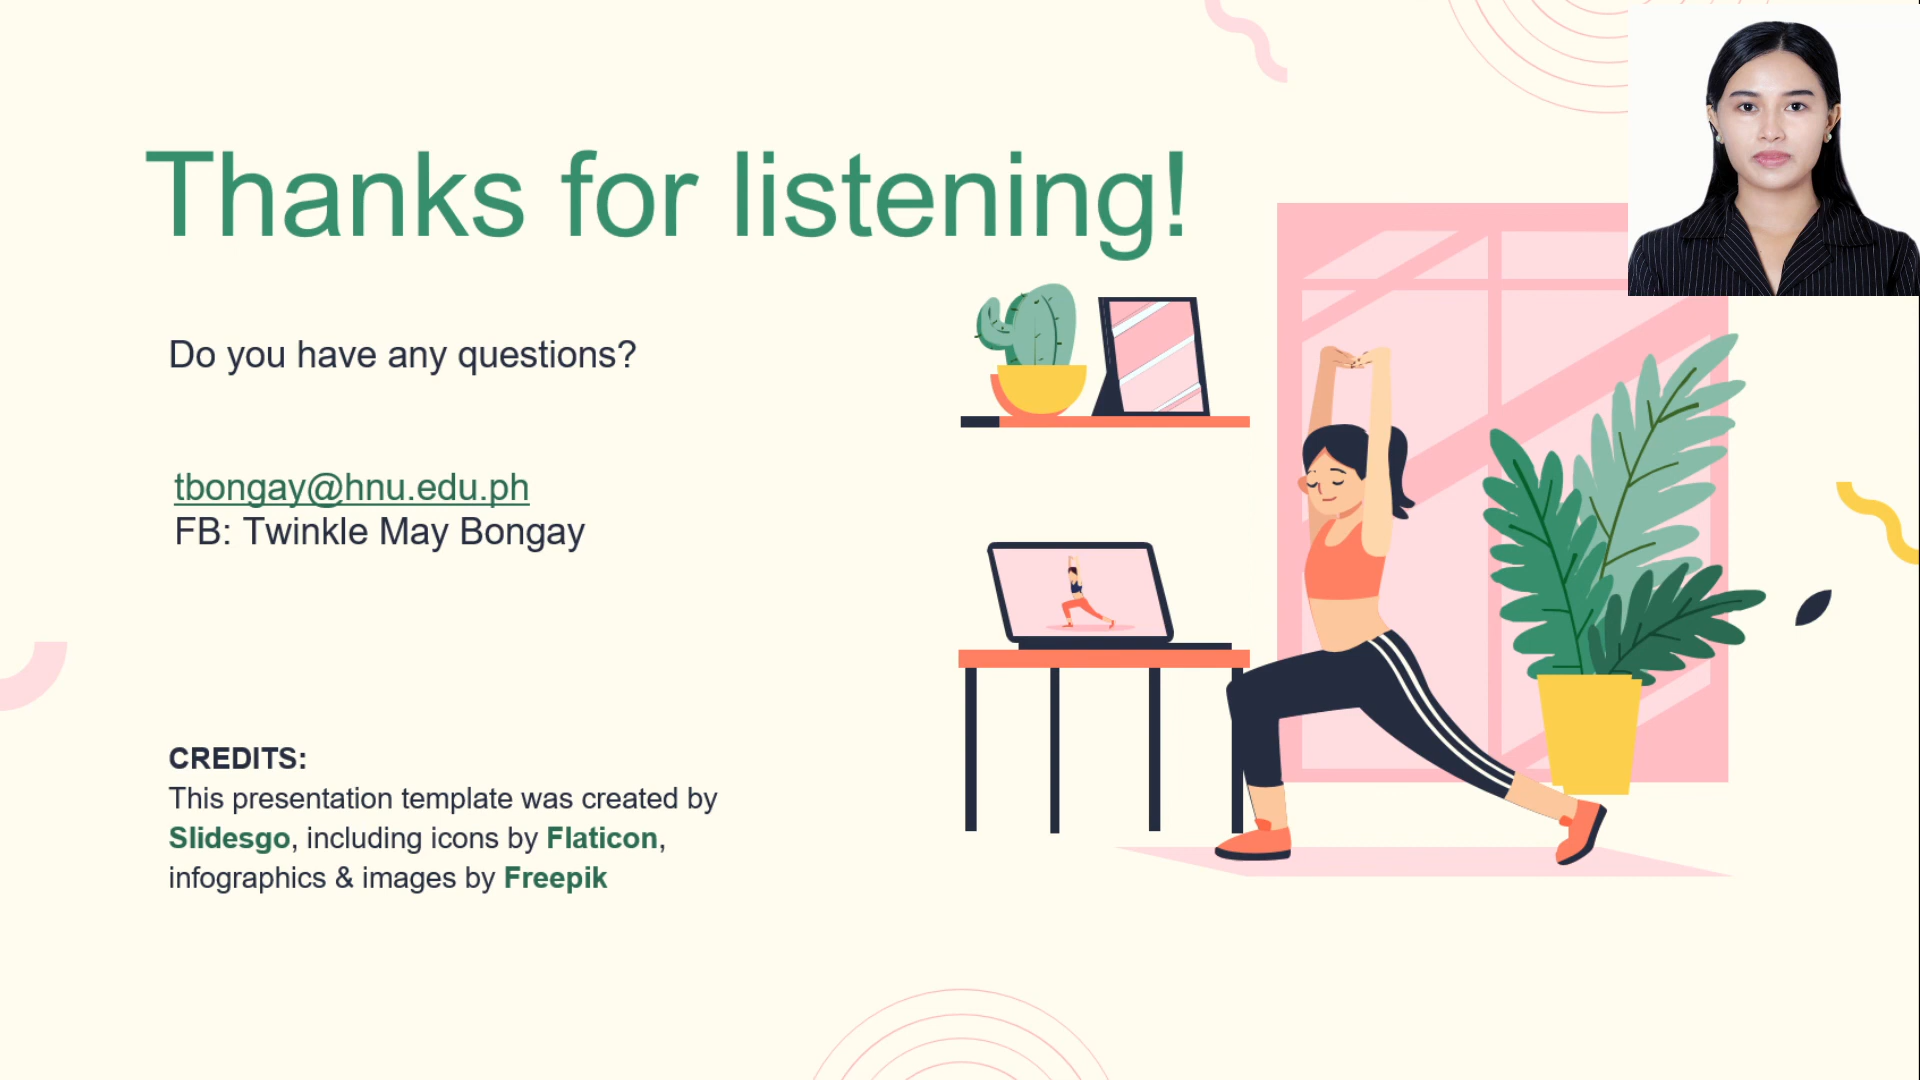 Thanks for listening!
Do you have any questions?
tbongay@hnu.edu.ph
FB: Twinkle May Bongay
CREDITS:
This presentation template was created by
Slidesgo, including icons by Flaticon,
infographics & images by Freepik